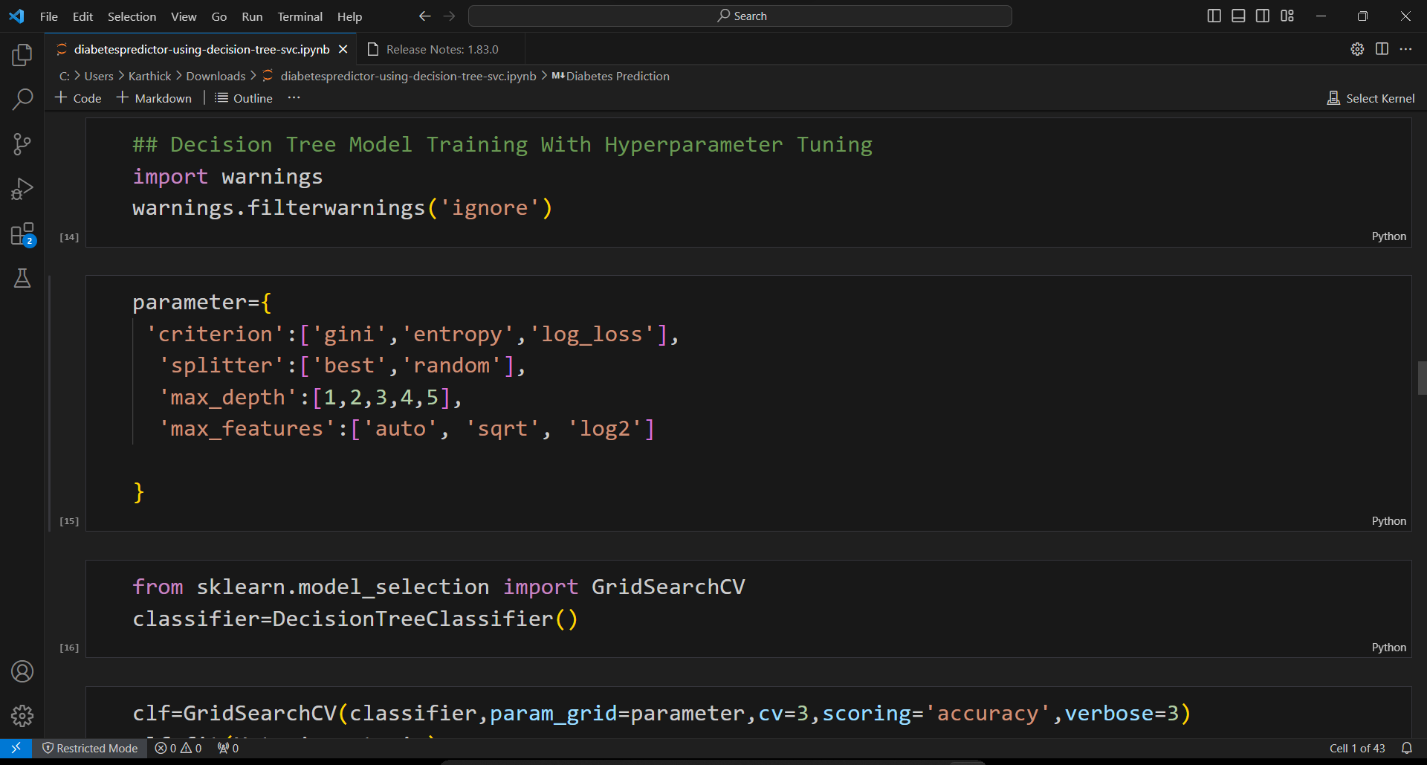 File Edit Selection View Go Run Terminal Help Search
diabetespredictor-using-decision-tree-svc.ipynb Release Notes: 1.83.0
C: > Users > Karthick > Downloads > diabetespredictor-using-decision-tree-svc.ipynb > M↓Diabetes Prediction
+ Code + Markdown | Outline ··· Select Kernel
## Decision Tree Model Training With Hyperparameter Tuning
import warnings
warnings.filterwarnings('ignore')
[14] Python
2
parameter={
'criterion':['gini','entropy','log_loss'],
'splitter':['best','random'],
'max_depth':[1,2,3,4,5],
'max_features':['auto', 'sqrt', 'log2']
}
[15] Python
from sklearn.model_selection import GridSearchCV
classifier=DecisionTreeClassifier()
[16] Python
clf=GridSearchCV(classifier,param_grid=parameter,cv=3,scoring='accuracy',verbose=3)
Restricted Mode 0 0 0 Cell 1 of 43